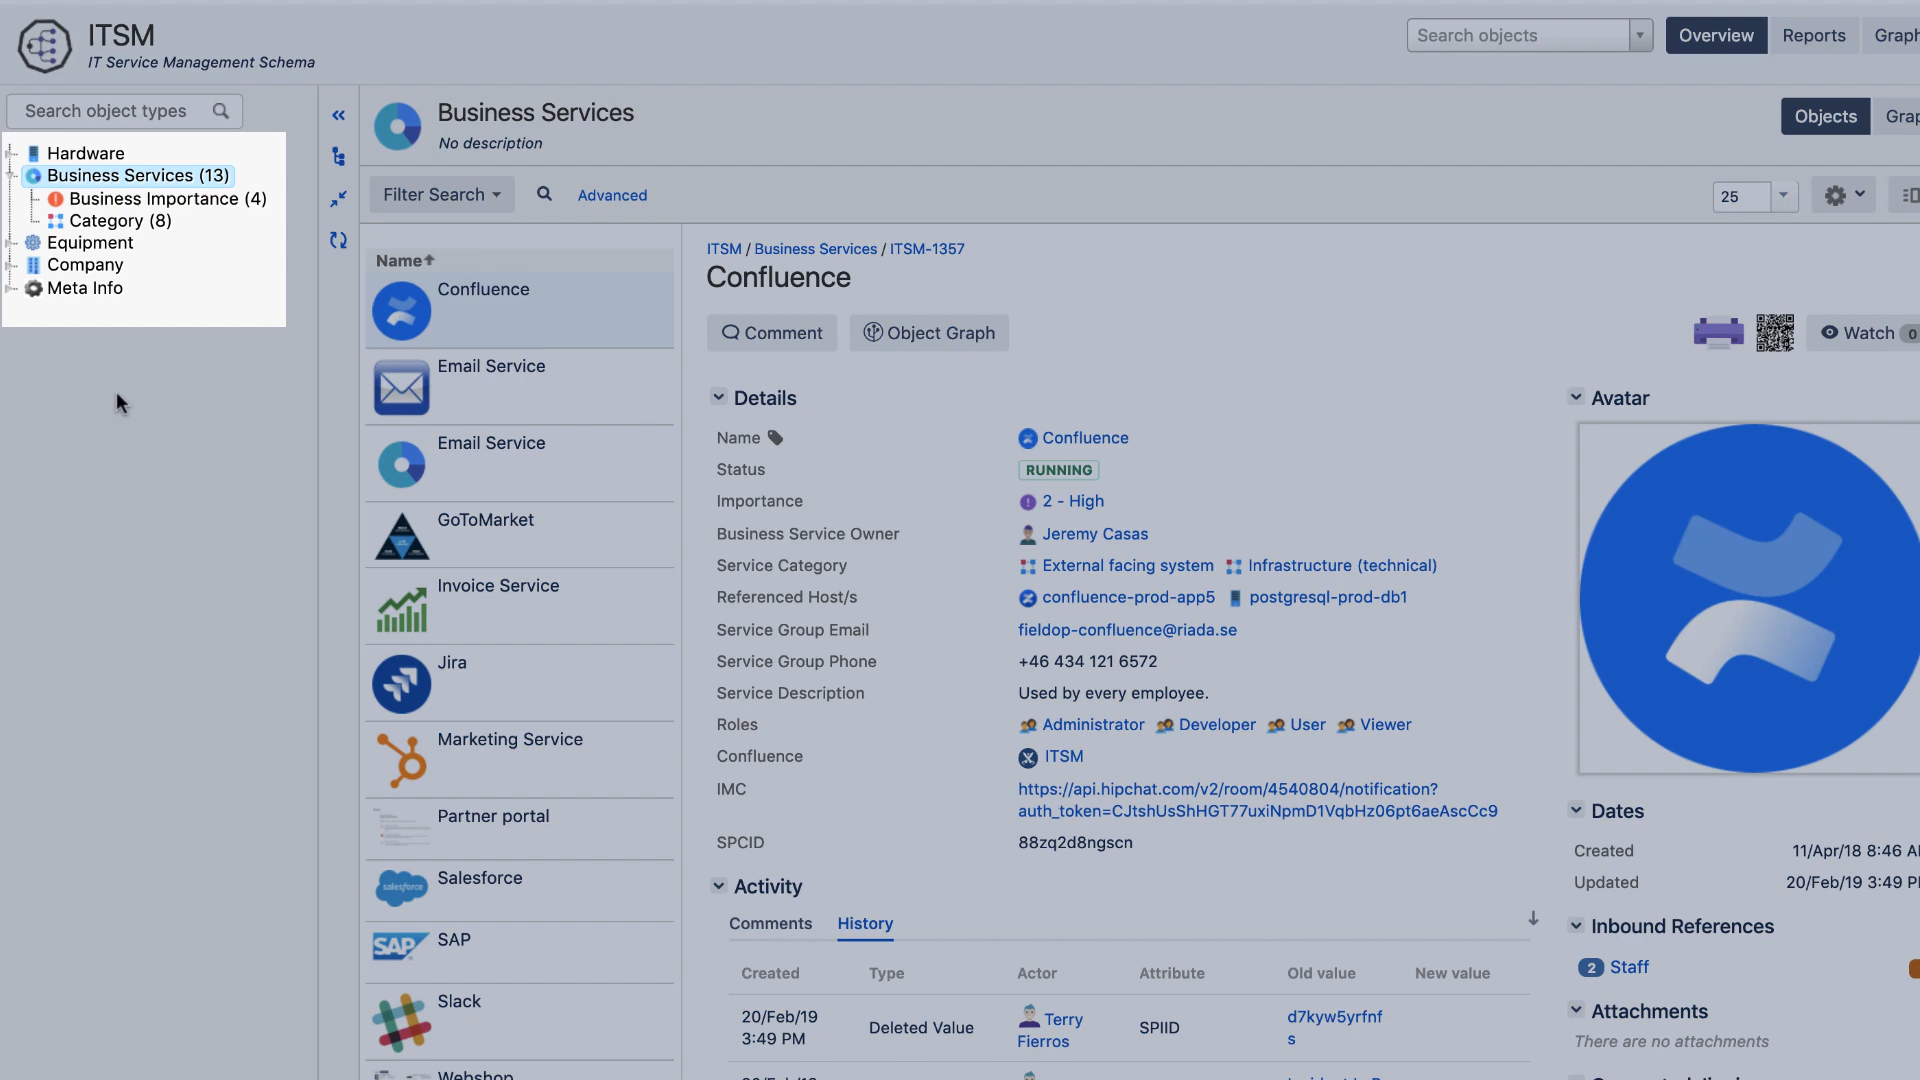 ITSM
IT Service Management Schema
Search objects
Overview
Reports
Search object types
Hardware
Business Services (13)
Business Importance (4)
Category (8)
Equipment
Company
Meta Info
Business Services
No description
Objects
Filter Search
Advanced
25
Name
Confluence
Email Service
Email Service
GoToMarket
Invoice Service
Jira
Marketing Service
Partner portal
salesforce
Salesforce
SAP
SAP
Slack
Webshop
ITSM / Business Services / ITSM-1357
Confluence
Comment
Object Graph
Watch 0
Details
Name Confluence
Status RUNNING
Importance 2 - High
Business Service Owner Jeremy Casas
Service Category External facing system Infrastructure (technical)
Referenced Host/s confluence-prod-app5 postgresql-prod-db1
Service Group Email fieldop-confluence@riada.se
Service Group Phone +46 434 121 6572
Service Description Used by every employee.
Roles Administrator Developer User Viewer
Confluence ITSM
IMC https://api.hipchat.com/v2/room/4540804/notification?
auth_token=CJtshUsShHGT77uxiNpmD1VqbHz06pt6aeAscCc9
SPCID 88zq2d8ngscn
Activity
Comments History
Created Type Actor Attribute Old value New value
20/Feb/19
3:49 PM
Deleted Value
Terry
Fierros
SPIID
d7kyw5yrfnf
s
Avatar
Dates
Created 11/Apr/18 8:46
Updated 20/Feb/19 3:49
Inbound References
2 Staff
Attachments
There are no attachments